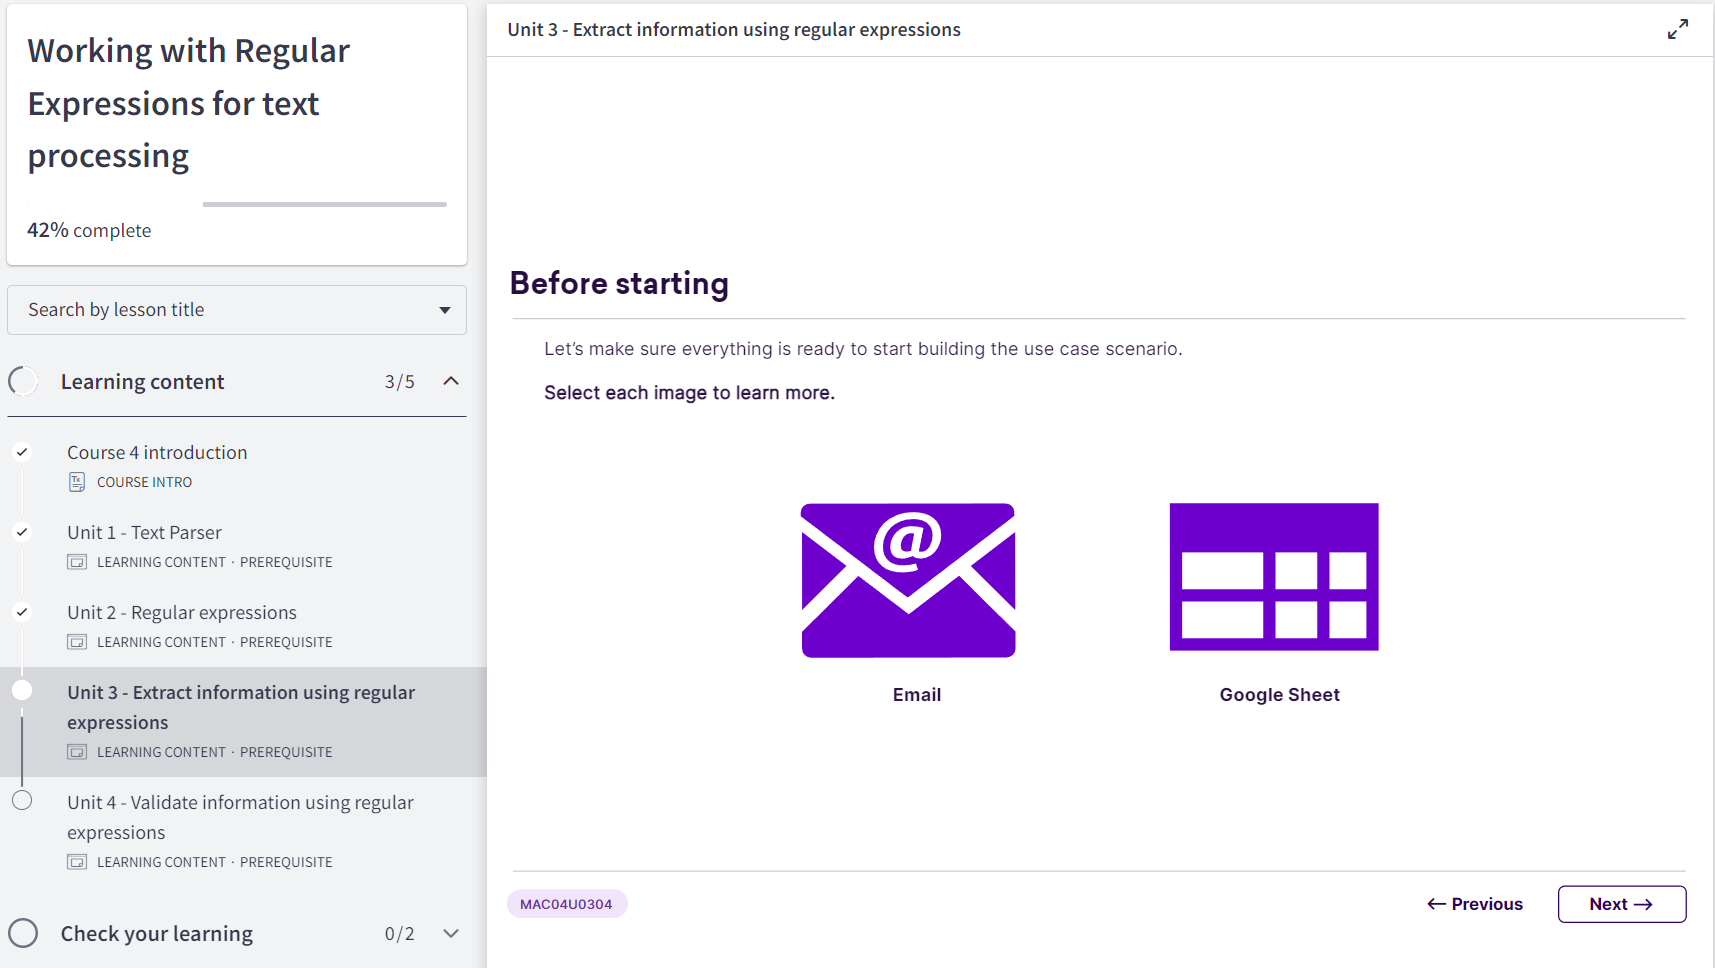 Working with Regular
Expressions for text
processing
42% complete
Search by lesson title
Learning content 3/5
Course 4 introduction
COURSE INTRO
Unit 1 - Text Parser
LEARNING CONTENT · PREREQUISITE
Unit 2 - Regular expressions
LEARNING CONTENT · PREREQUISITE
Unit 3 - Extract information using regular
expressions
LEARNING CONTENT · PREREQUISITE
Unit 4 - Validate information using regular
expressions
LEARNING CONTENT · PREREQUISITE
Check your learning 0/2
Unit 3 - Extract information using regular expressions
Before starting
Let's make sure everything is ready to start building the use case scenario.
Select each image to learn more.
@
Email
Google Sheet
MAC04U0304
← Previous
Next →